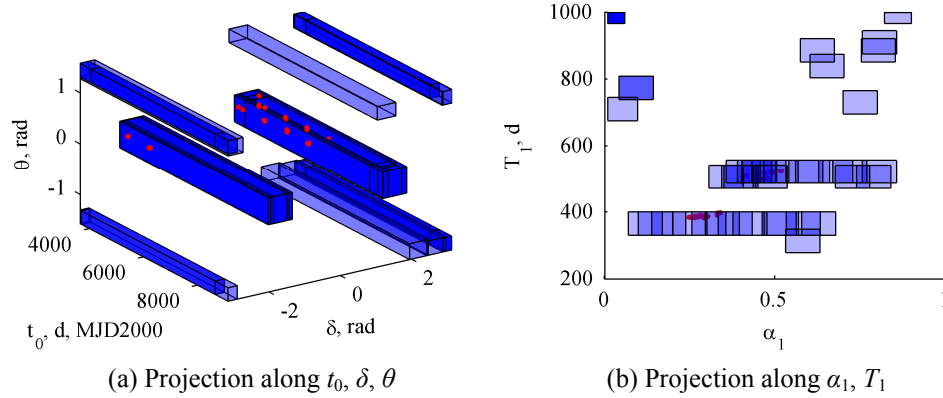 1
0
-1
θ, rad
4000
6000
8000
t0, d, MJD2000
-2
0
2
δ, rad
(a) Projection along t0, δ, θ
1000
800
600
400
200
T1, d
0
0.5
1
α1
(b) Projection along α1, T1